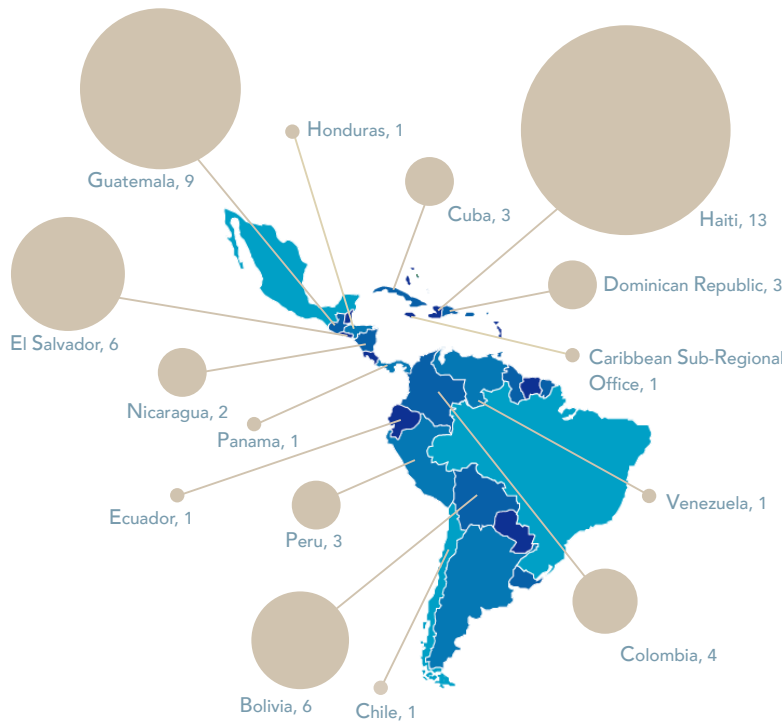 Honduras, 1
Guatemala, 9
Cuba, 3
Haiti, 13
Dominican Republic, 3
El Salvador, 6
Caribbean Sub-Regional
Office, 1
Nicaragua, 2
Panama, 1
Ecuador, 1
Venezuela, 1
Peru, 3
Colombia, 4
Bolivia, 6
Chile, 1